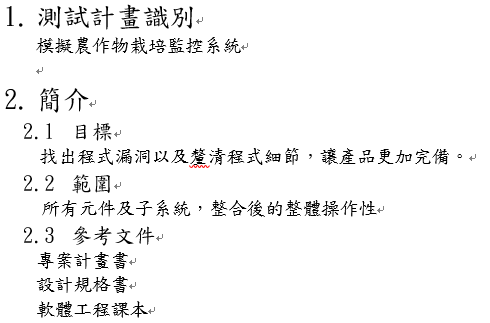 1. 測試計畫識別
模擬農作物栽培監控系統
2. 簡介
2.1 目標
找出程式漏洞以及釐清程式細節，讓產品更加完備。
2.2 範圍
所有元件及子系統，整合後的整體操作性
2.3 參考文件
專案計畫書
設計規格書
軟體工程課本